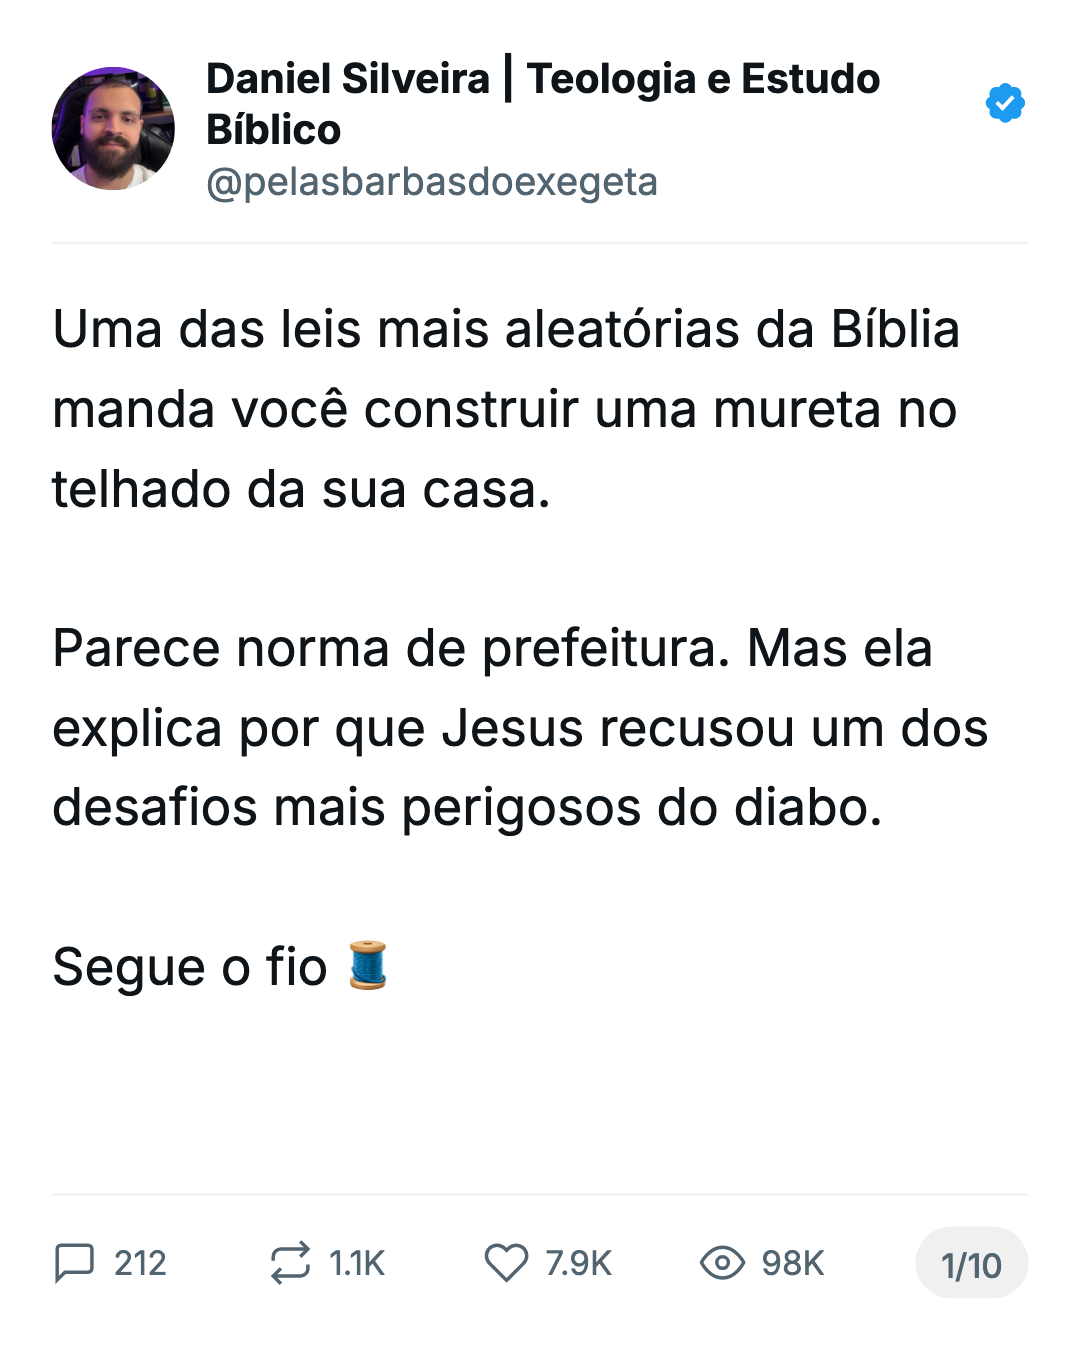 Daniel Silveira | Teologia e Estudo
Bíblico
@pelasbarbasdoexegeta
Uma das leis mais aleatórias da Bíblia
manda você construir uma mureta no
telhado da sua casa.
Parece norma de prefeitura. Mas ela
explica por que Jesus recusou um dos
desafios mais perigosos do diabo.
Segue o fio 🧵
212 1.1K 7.9K 98K 1/10